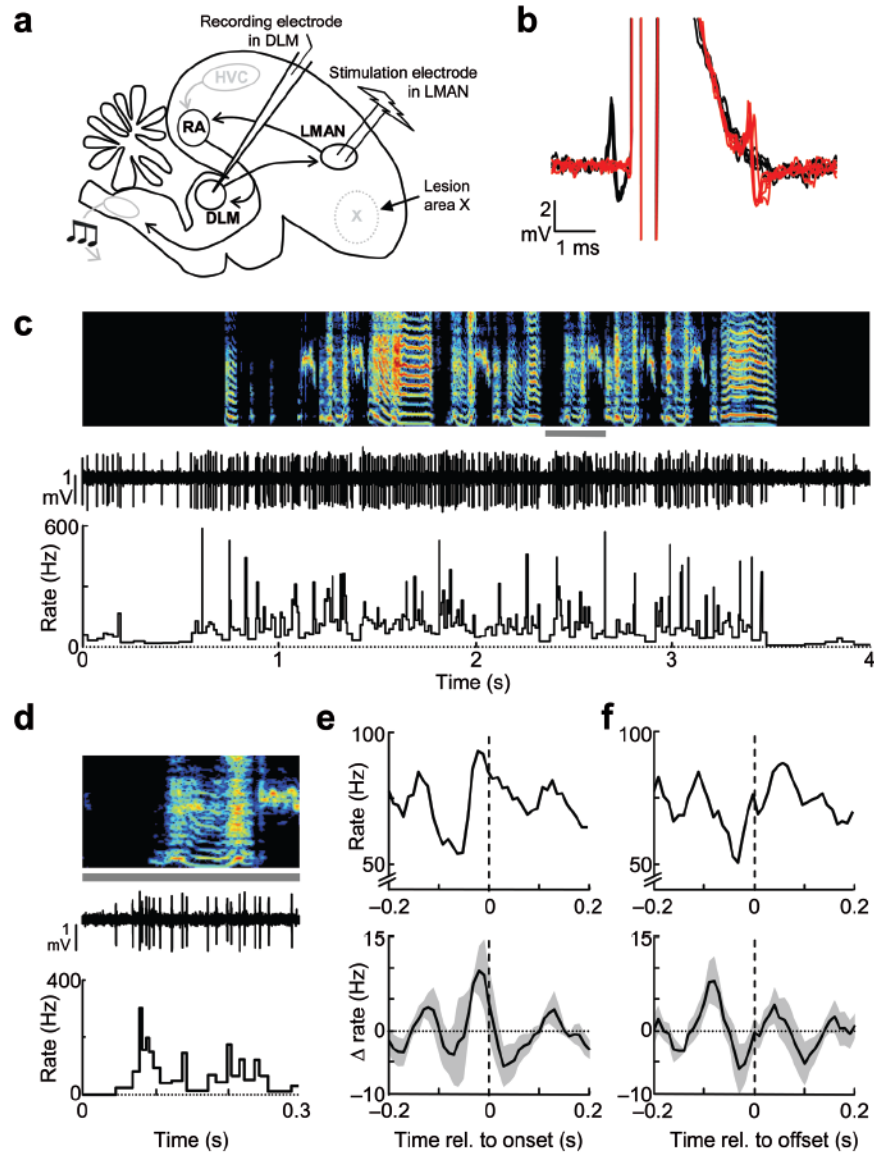 a
Recording electrode
in DLM
Stimulation electrode
in LMAN
HVC
RA
LMAN
DLM
X
Lesion
area X
b
2
mV
1 ms
c
1
mV
600
Rate (Hz)
0
0 1 2 3 4
Time (s)
d
1
mV
400
Rate (Hz)
0
0 0.3
Time (s)
e
100
Rate (Hz)
50
–0.2 0 0.2
15
Δ rate (Hz)
0
–10
–0.2 0 0.2
Time rel. to onset (s)
f
100
50
–0.2 0 0.2
15
0
–10
–0.2 0 0.2
Time rel. to offset (s)